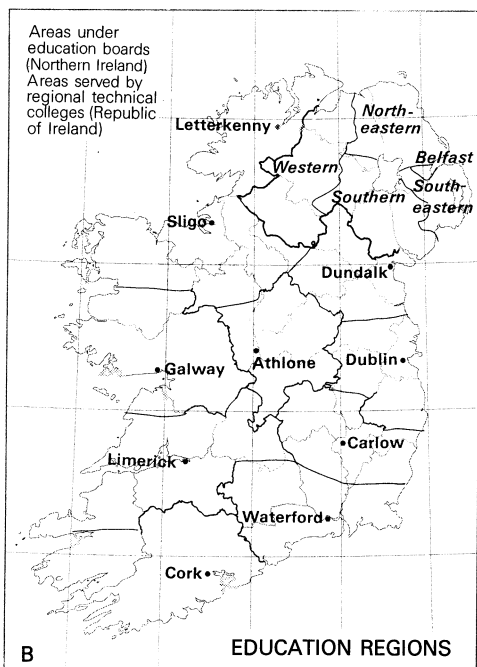 Areas under
education boards
(Northern Ireland)
Areas served by
regional technical
colleges (Republic
of Ireland)
Letterkenny
North-
eastern
Western
Belfast
Southern
South-
eastern
Sligo
Dundalk
Galway
Athlone
Dublin
Carlow
Limerick
Waterford
Cork
B
EDUCATION REGIONS